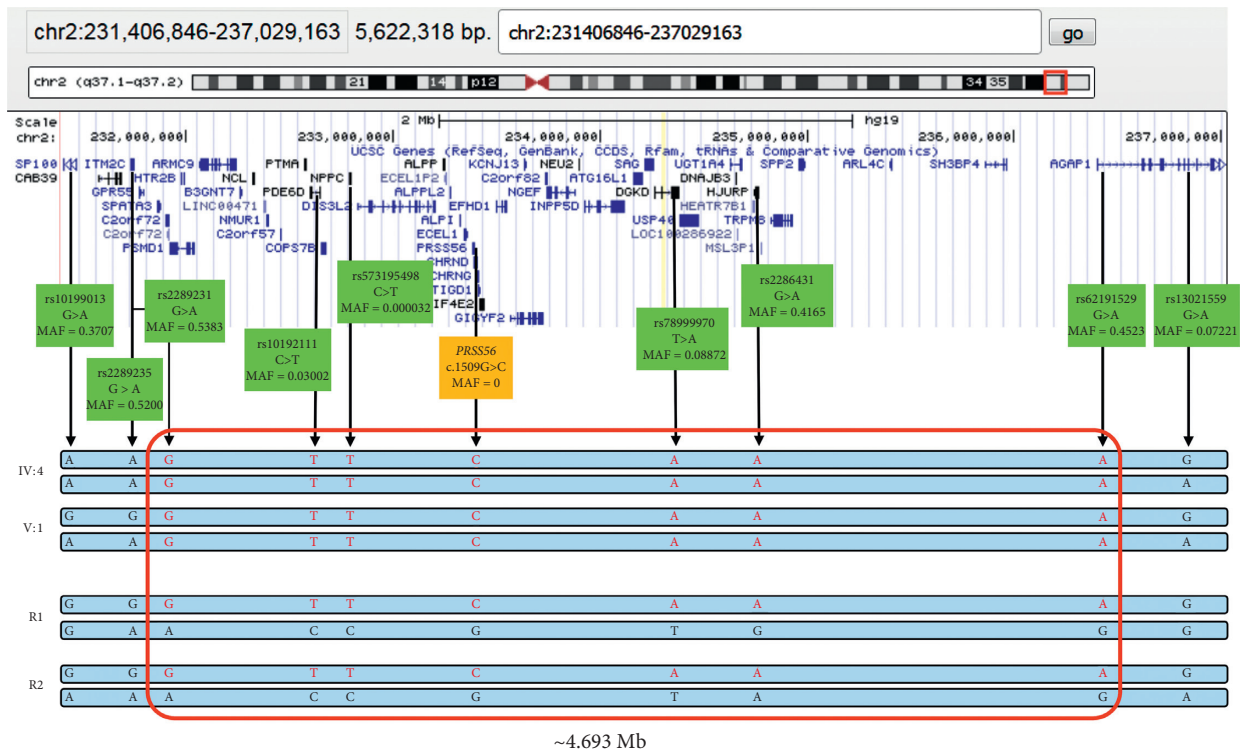 chr2:231,406,846-237,029,163 5,622,318 bp. chr2:231406846-237029163 go
chr2 (q37.1-q37.2) 21 14 p12 34 35
Scale 2 Mb hg19
chr2: 232,000,000 233,000,000 234,000,000 235,000,000 236,000,000 237,000,000
UCSC Genes (RefSeq, GenBank, CCDS, Rfam, tRNAs & Comparative Genomics)
SP100 ITM2C ARMC9 PTMA ALPP KCNJ13 NEU2 SAG UGT1A4 SPP2 ARL4C SH3BP4 AGAP1
CAB39 HTR2B NCL NPPC ECEL1P2 C2orf82 ATG16L1 DNAJB3
GPR55 B3GNT7 PDE6D ALPPL2 NGEF DGKD HJURP
SPATA3 LINC00471 DIS3L2 EFHD1 INPP5D HEATR7B1
C2orf72 NMUR1 ALPI USP40 TRPM8
C2orf72 C2orf57 ECEL1 LOC100286922
PSMD1 COPS7B PRSS56 MSL3P1
CHRND
CHRNG
TIGD1
EIF4E2
GIGYF2
rs10199013
G>A
MAF = 0.3707
rs2289235
G > A
MAF = 0.5200
rs2289231
G>A
MAF = 0.5383
rs10192111
C>T
MAF = 0.03002
rs573195498
C>T
MAF = 0.000032
PRSS56
c.1509G>C
MAF = 0
rs78999970
T>A
MAF = 0.08872
rs2286431
G>A
MAF = 0.4165
rs62191529
G>A
MAF = 0.4523
rs13021559
G>A
MAF = 0.07221
IV:4
A A G T T C A A A G
A A G T T C A A A A
V:1
G G G T T C A A A G
A A G T T C A A A A
R1
G G G T T C A A A G
G A A C C G T G G G
R2
G G G T T C A A A G
A A A C C G T A G A
~4.693 Mb